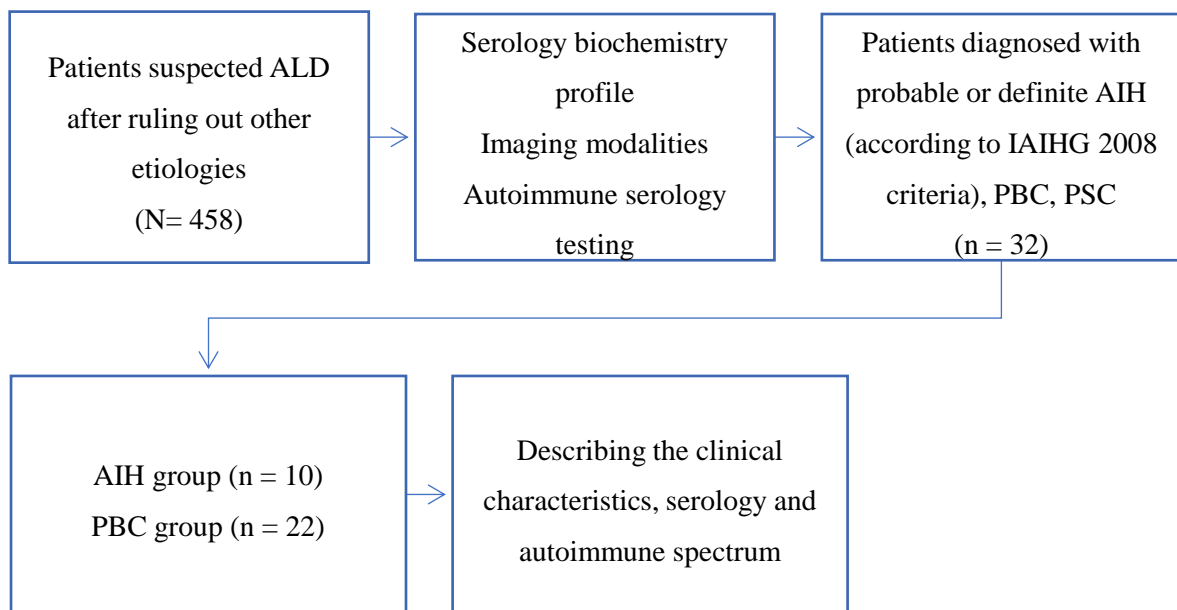 Patients suspected ALD
after ruling out other
etiologies
(N= 458)
Serology biochemistry
profile
Imaging modalities
Autoimmune serology
testing
Patients diagnosed with
probable or definite AIH
(according to IAIHG 2008
criteria), PBC, PSC
(n = 32)
AIH group (n = 10)
PBC group (n = 22)
Describing the clinical
characteristics, serology and
autoimmune spectrum